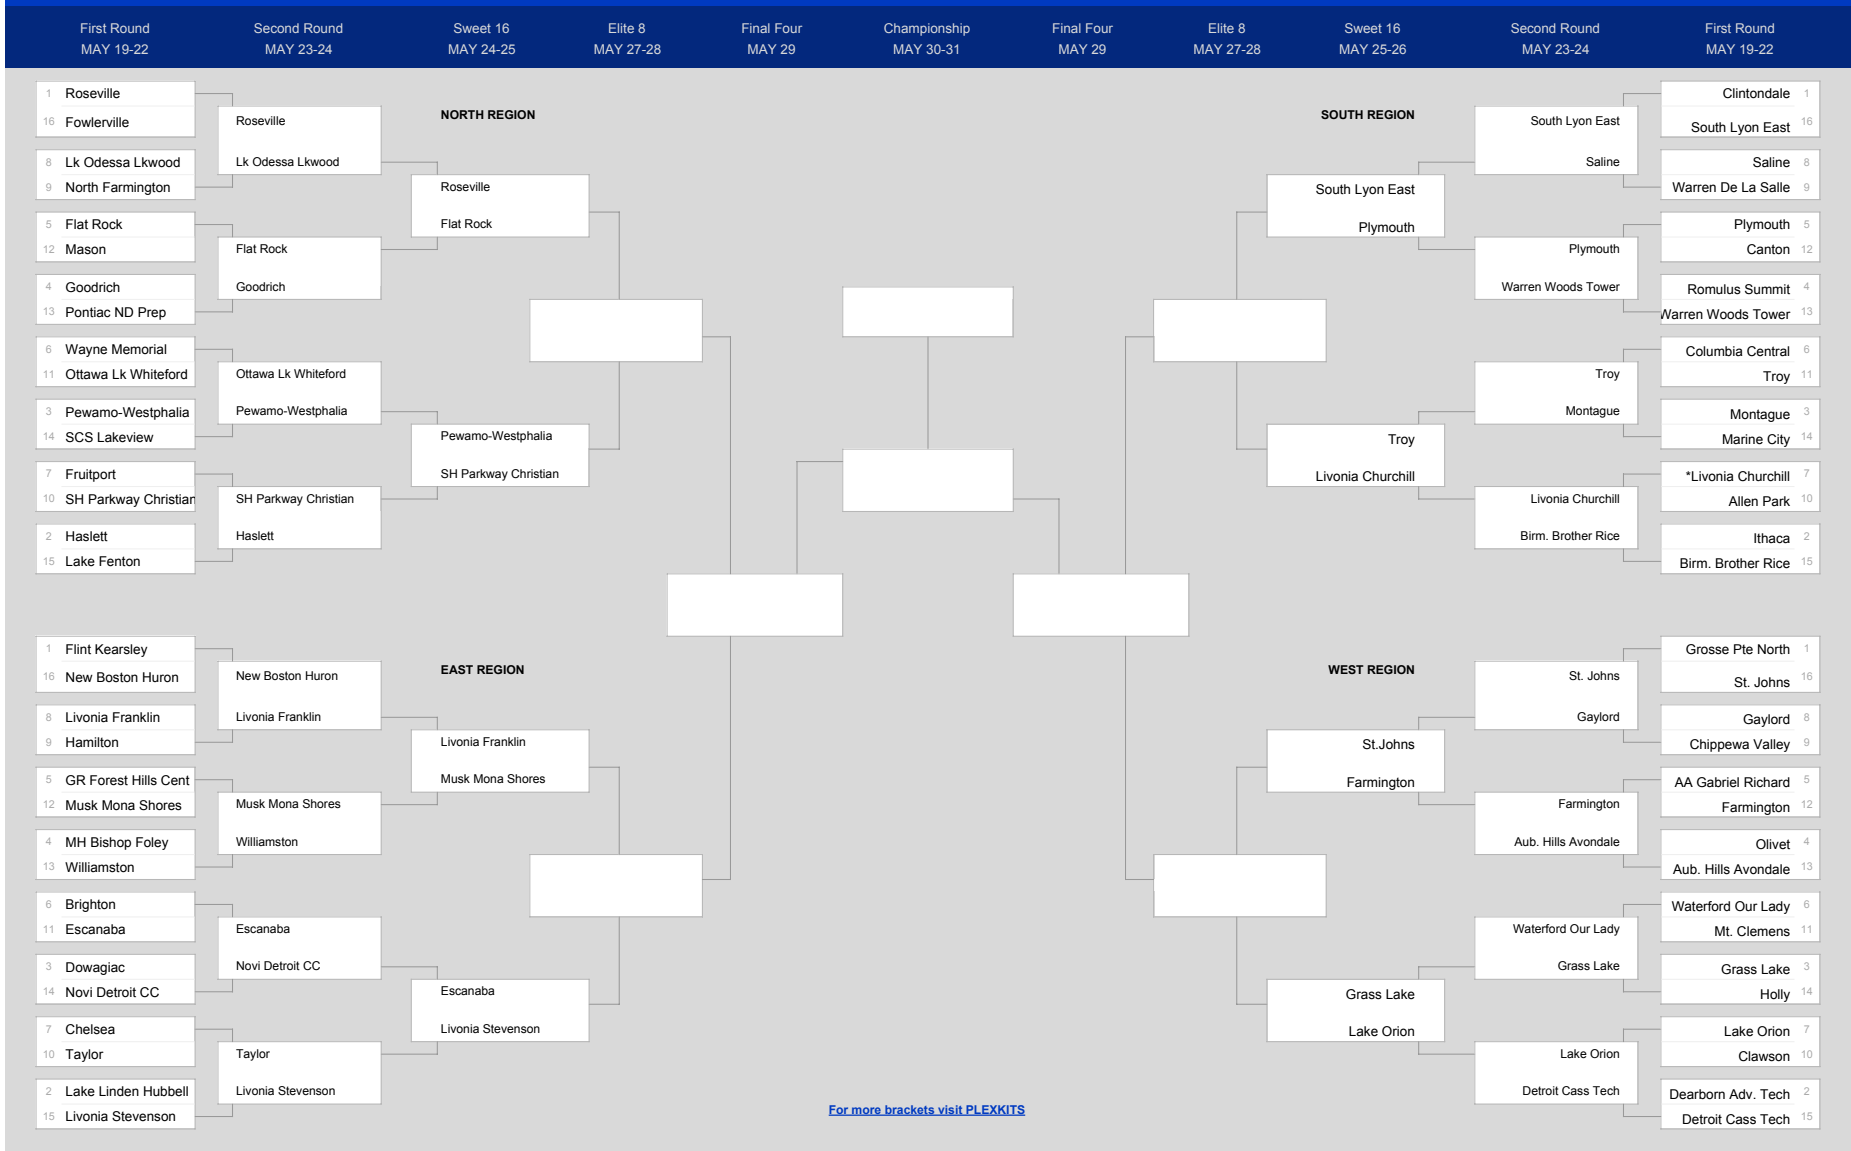 First Round
MAY 19-22
Second Round
MAY 23-24
Sweet 16
MAY 24-25
Elite 8
MAY 27-28
Final Four
MAY 29
Championship
MAY 30-31
Final Four
MAY 29
Elite 8
MAY 27-28
Sweet 16
MAY 25-26
Second Round
MAY 23-24
First Round
MAY 19-22
NORTH REGION
1 Roseville
16 Fowlerville
8 Lk Odessa Lkwood
9 North Farmington
5 Flat Rock
12 Mason
4 Goodrich
13 Pontiac ND Prep
6 Wayne Memorial
11 Ottawa Lk Whiteford
3 Pewamo-Westphalia
14 SCS Lakeview
7 Fruitport
10 SH Parkway Christian
2 Haslett
15 Lake Fenton
Roseville
Lk Odessa Lkwood
Flat Rock
Goodrich
Ottawa Lk Whiteford
Pewamo-Westphalia
SH Parkway Christian
Haslett
Roseville
Flat Rock
Pewamo-Westphalia
SH Parkway Christian
SOUTH REGION
South Lyon East
Plymouth
Troy
Livonia Churchill
South Lyon East
Saline
Plymouth
Warren Woods Tower
Troy
Montague
Livonia Churchill
Birm. Brother Rice
Clintondale 1
South Lyon East 16
Saline 8
Warren De La Salle 9
Plymouth 5
Canton 12
Romulus Summit 4
Warren Woods Tower 13
Columbia Central 6
Troy 11
Montague 3
Marine City 14
*Livonia Churchill 7
Allen Park 10
Ithaca 2
Birm. Brother Rice 15
EAST REGION
1 Flint Kearsley
16 New Boston Huron
8 Livonia Franklin
9 Hamilton
5 GR Forest Hills Cent
12 Musk Mona Shores
4 MH Bishop Foley
13 Williamston
6 Brighton
11 Escanaba
3 Dowagiac
14 Novi Detroit CC
7 Chelsea
10 Taylor
2 Lake Linden Hubbell
15 Livonia Stevenson
New Boston Huron
Livonia Franklin
Musk Mona Shores
Williamston
Escanaba
Novi Detroit CC
Taylor
Livonia Stevenson
Livonia Franklin
Musk Mona Shores
Escanaba
Livonia Stevenson
WEST REGION
St.Johns
Farmington
Grass Lake
Lake Orion
St. Johns
Gaylord
Farmington
Aub. Hills Avondale
Waterford Our Lady
Grass Lake
Lake Orion
Detroit Cass Tech
Grosse Pte North 1
St. Johns 16
Gaylord 8
Chippewa Valley 9
AA Gabriel Richard 5
Farmington 12
Olivet 4
Aub. Hills Avondale 13
Waterford Our Lady 6
Mt. Clemens 11
Grass Lake 3
Holly 14
Lake Orion 7
Clawson 10
Dearborn Adv. Tech 2
Detroit Cass Tech 15
For more brackets visit PLEXKITS